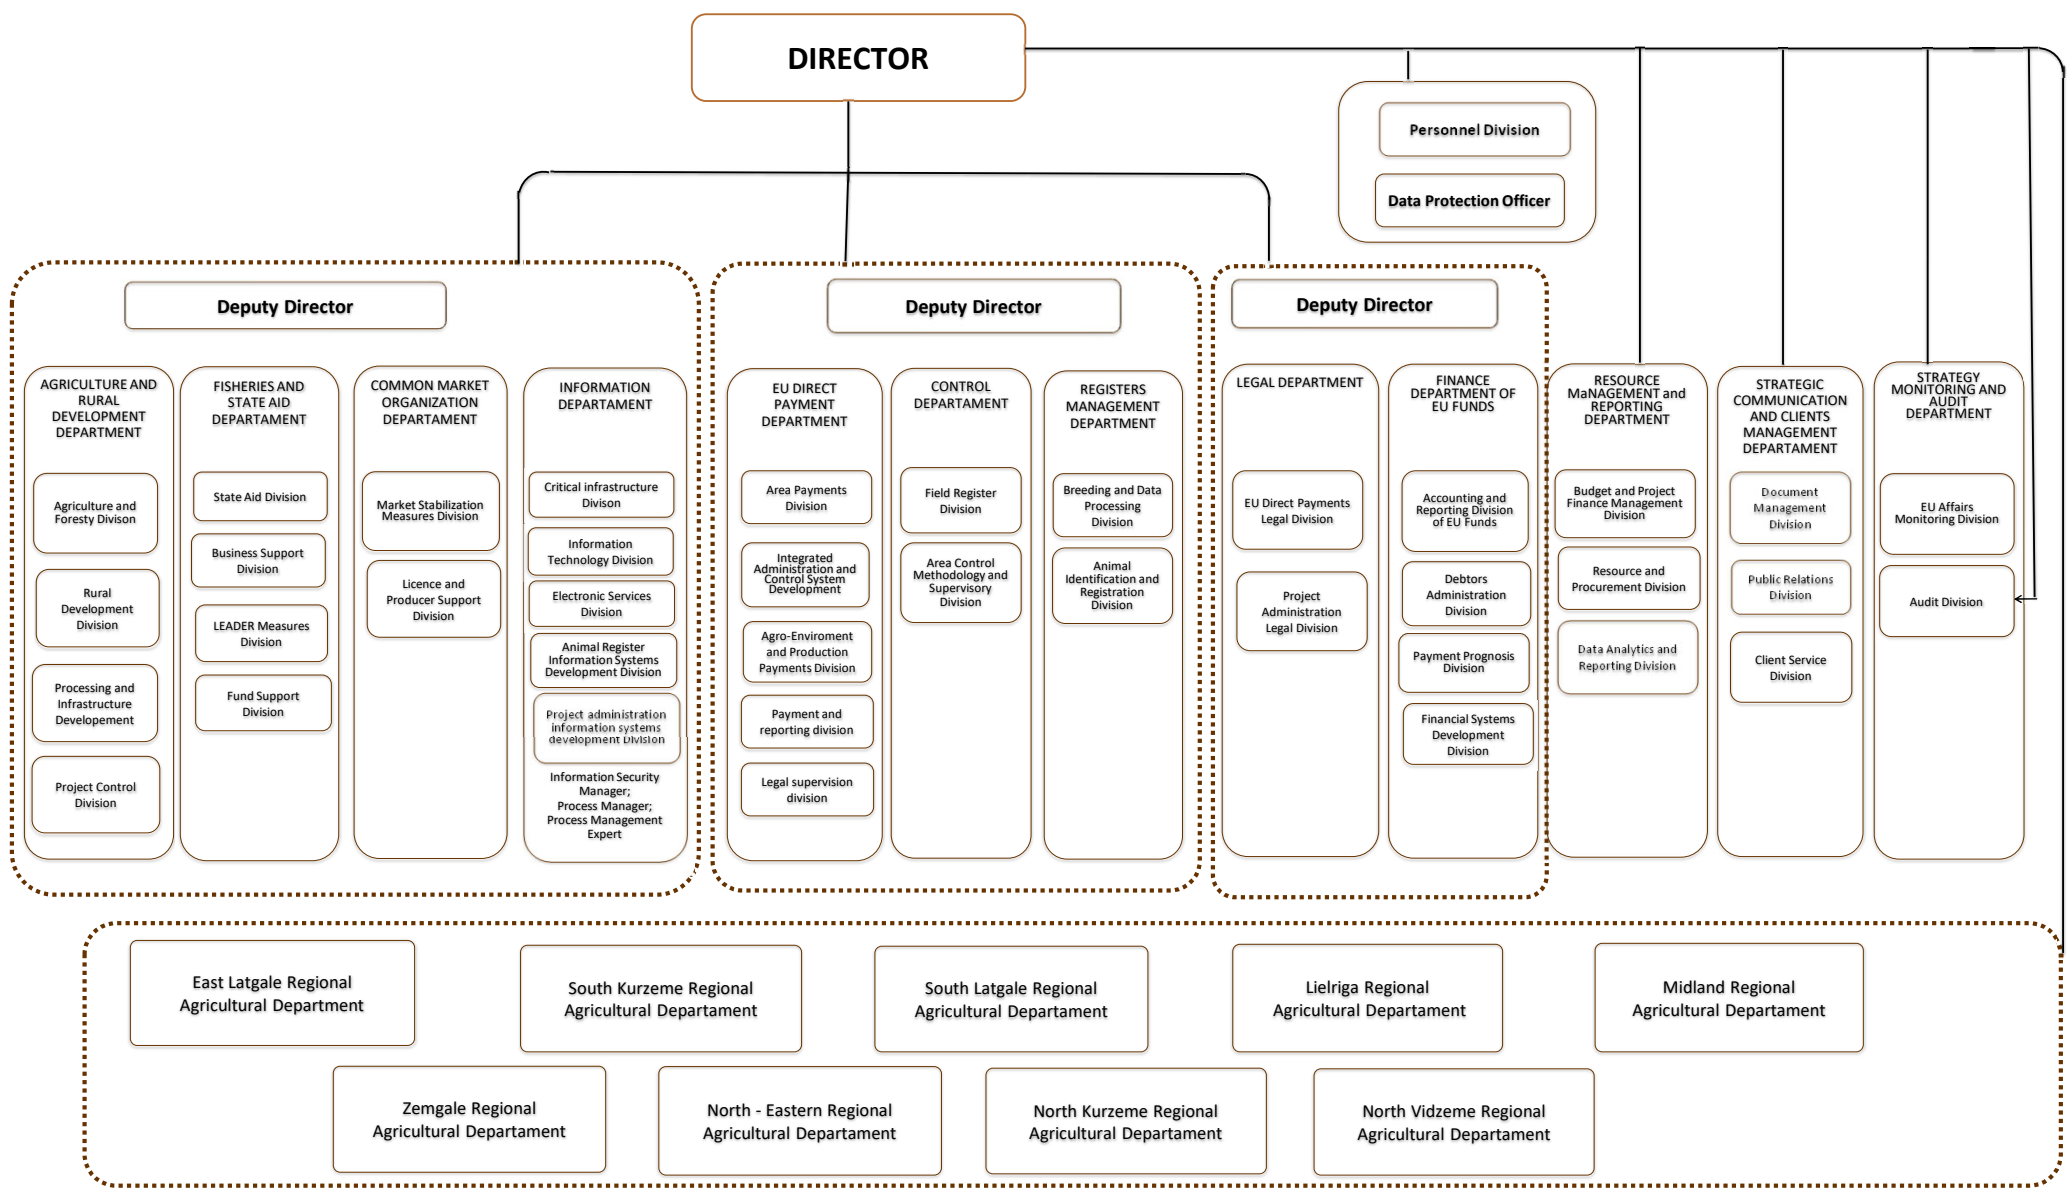 DIRECTOR
Personnel Division
Data Protection Officer
Deputy Director
Deputy Director
Deputy Director
AGRICULTURE AND
RURAL
DEVELOPMENT
DEPARTMENT
Agriculture and
Foresty Divison
Rural
Development
Division
Processing and
Infrastructure
Developement
Project Control
Division
FISHERIES AND
STATE AID
DEPARTAMENT
State Aid Division
Business Support
Division
LEADER Measures
Division
Fund Support
Division
COMMON MARKET
ORGANIZATION
DEPARTAMENT
Market Stabilization
Measures Division
Licence and
Producer Support
Division
INFORMATION
DEPARTAMENT
Critical infrastructure
Divison
Information
Technology Division
Electronic Services
Division
Animal Register
Information Systems
Development Division
Project administration
information systems
development Division
Information Security
Manager;
Process Manager;
Process Management
Expert
EU DIRECT
PAYMENT
DEPARTMENT
Area Payments
Division
Integrated
Administration and
Control System
Development
Agro-Enviroment
and Production
Payments Division
Payment and
reporting division
Legal supervision
division
CONTROL
DEPARTAMENT
Field Register
Division
Area Control
Methodology and
Supervisory
Division
REGISTERS
MANAGEMENT
DEPARTMENT
Breeding and Data
Processing
Division
Animal
Identification and
Registration
Division
LEGAL DEPARTMENT
EU Direct Payments
Legal Division
Project
Administration
Legal Division
FINANCE
DEPARTMENT OF
EU FUNDS
Accounting and
Reporting Division
of EU Funds
Debtors
Administration
Division
Payment Prognosis
Division
Financial Systems
Development
Division
RESOURCE
MaNAGEMENT and
REPORTING
DEPARTMENT
Budget and Project
Finance Management
Division
Resource and
Procurement Division
Data Analytics and
Reporting Division
STRATEGIC
COMMUNICATION
AND CLIENTS
MANAGEMENT
DEPARTAMENT
Document
Management
Division
Public Relations
Division
Client Service
Division
STRATEGY
MONITORING AND
AUDIT
DEPARTMENT
EU Affairs
Monitoring Division
Audit Division
East Latgale Regional
Agricultural Department
South Kurzeme Regional
Agricultural Departament
South Latgale Regional
Agricultural Departament
Lielriga Regional
Agricultural Departament
Midland Regional
Agricultural Departament
Zemgale Regional
Agricultural Departament
North - Eastern Regional
Agricultural Departament
North Kurzeme Regional
Agricultural Departament
North Vidzeme Regional
Agricultural Departament